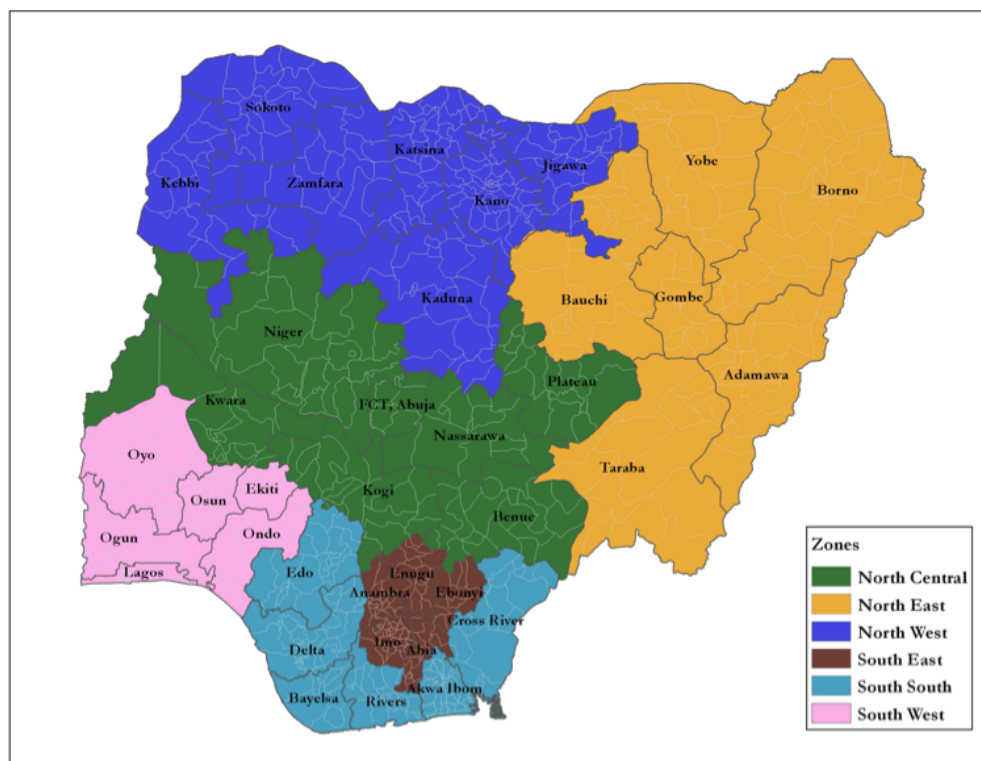 Sokoto
Katsina
Jigawa
Yobe
Kebbi
Zamfara
Kano
Borno
Kaduna
Bauchi
Gombe
Niger
Plateau
Adamawa
Kwara
FCT, Abuja
Nassarawa
Oyo
Taraba
Osun
Ekiti
Kogi
Benue
Ogun
Ondo
Lagos
Edo
Enugu
Anambra
Ebonyi
Cross River
Imo
Abia
Delta
Bayelsa
Rivers
Akwa Ibom
Zones
North Central
North East
North West
South East
South South
South West